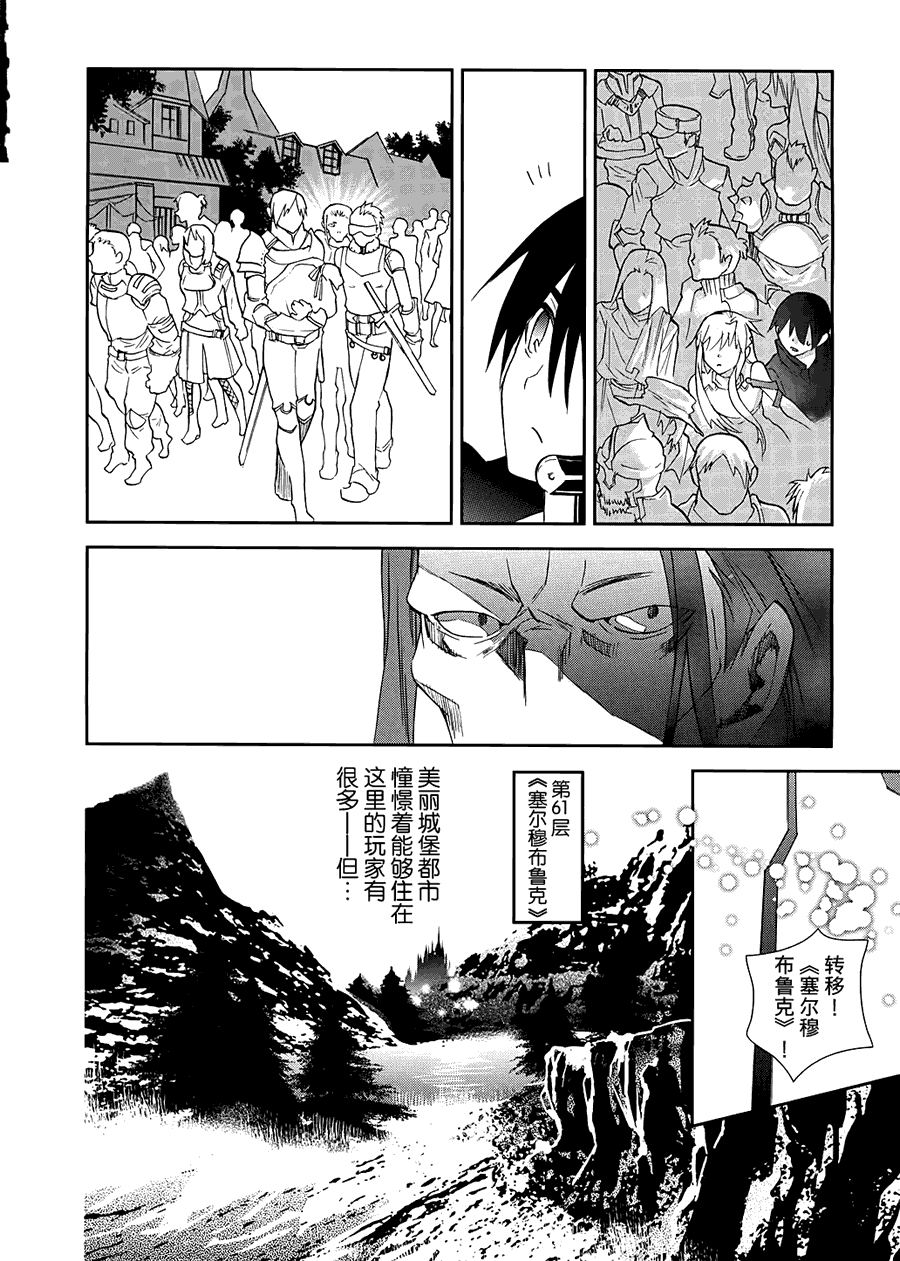 转移！
《塞尔穆
布鲁克》！
第61层
《塞尔穆布鲁克》
美丽城堡都市
憧憬着能够住在
这里的玩家有
很多——但…